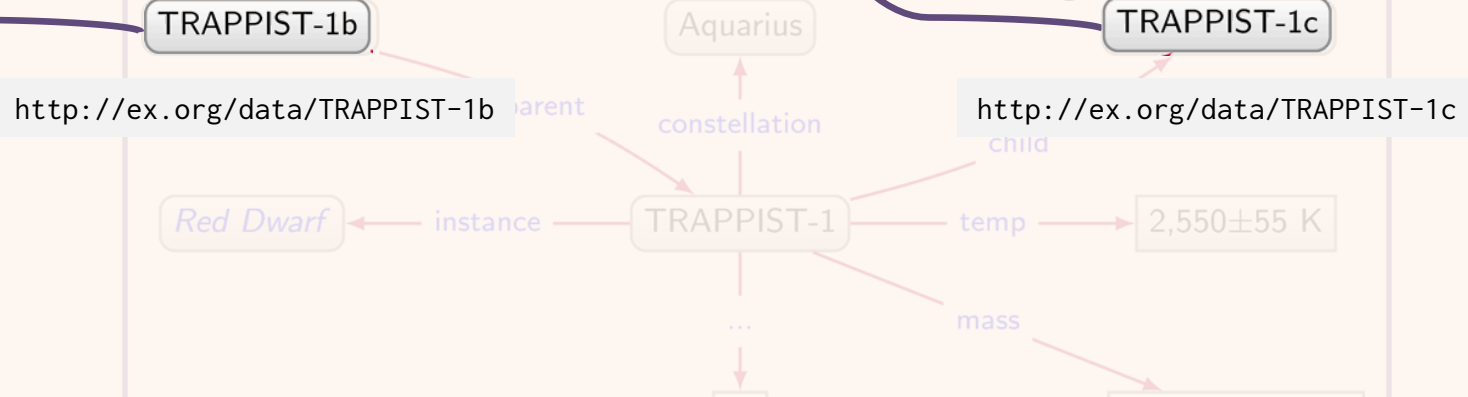 TRAPPIST-1b
Aquarius
TRAPPIST-1c
http://ex.org/data/TRAPPIST-1b
parent
constellation
http://ex.org/data/TRAPPIST-1c
child
Red Dwarf
instance
TRAPPIST-1
temp
2,550±55 K
...
mass